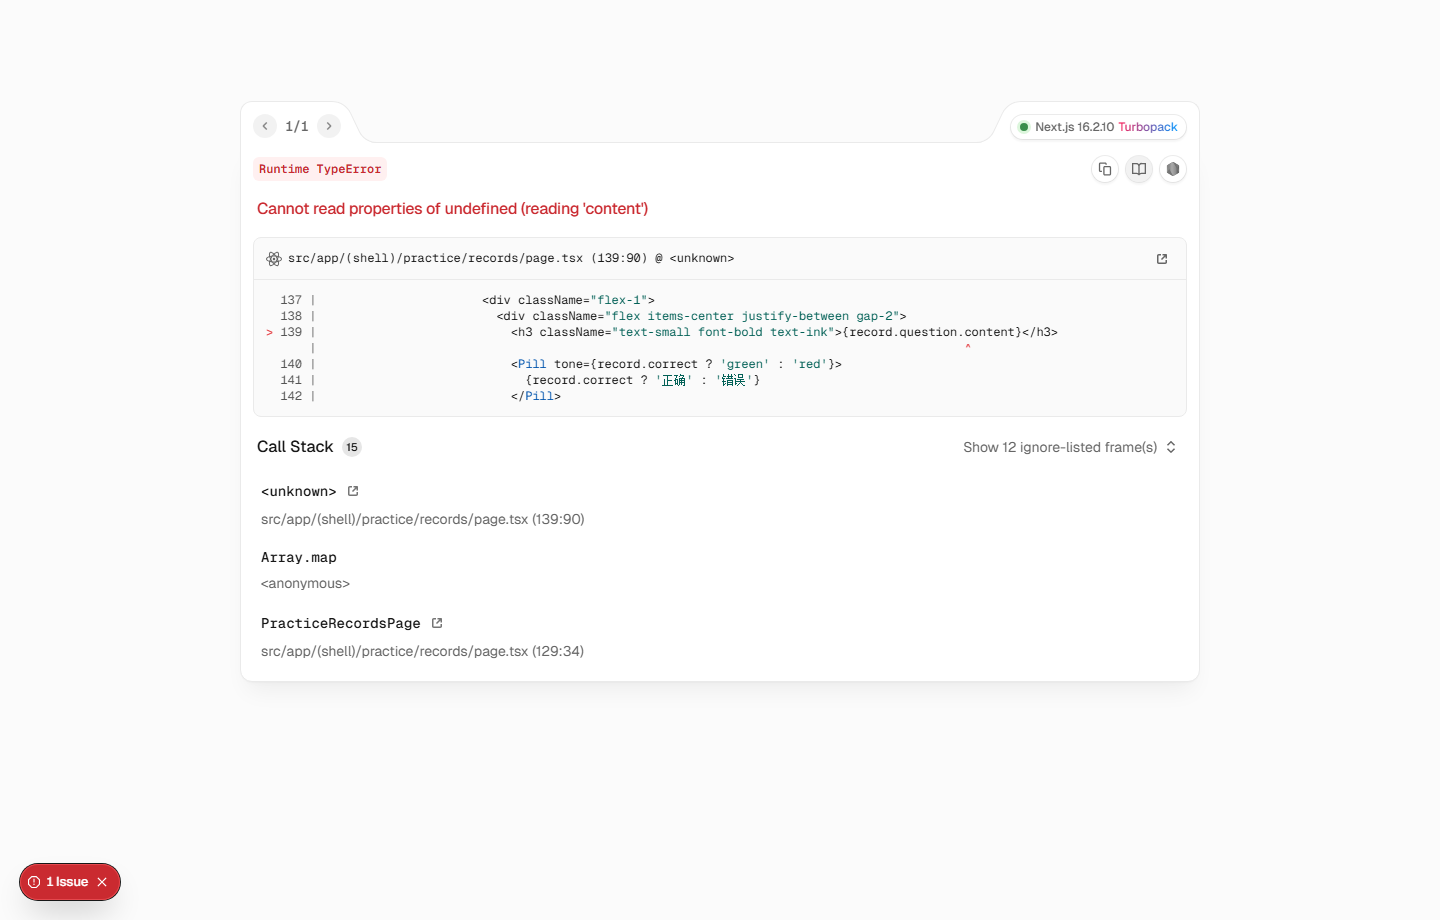 1/1
Next.js 16.2.10 Turbopack
Runtime TypeError
Cannot read properties of undefined (reading 'content')
src/app/(shell)/practice/records/page.tsx (139:90) @ <unknown>
137 | <div className="flex-1">
138 | <div className="flex items-center justify-between gap-2">
> 139 | <h3 className="text-small font-bold text-ink">{record.question.content}</h3>
| ^
140 | <Pill tone={record.correct ? 'green' : 'red'}>
141 | {record.correct ? '正确' : '错误'}
142 | </Pill>
Call Stack 15
Show 12 ignore-listed frame(s)
<unknown>
src/app/(shell)/practice/records/page.tsx (139:90)
Array.map
<anonymous>
PracticeRecordsPage
src/app/(shell)/practice/records/page.tsx (129:34)
1 Issue